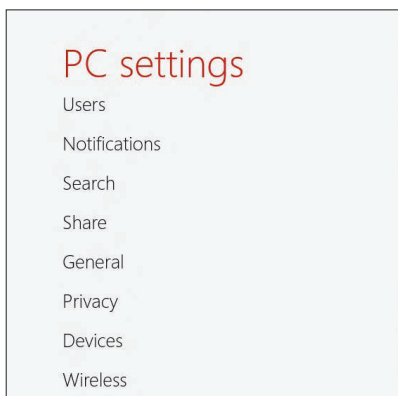 PC settings
Users
Notifications
Search
Share
General
Privacy
Devices
Wireless